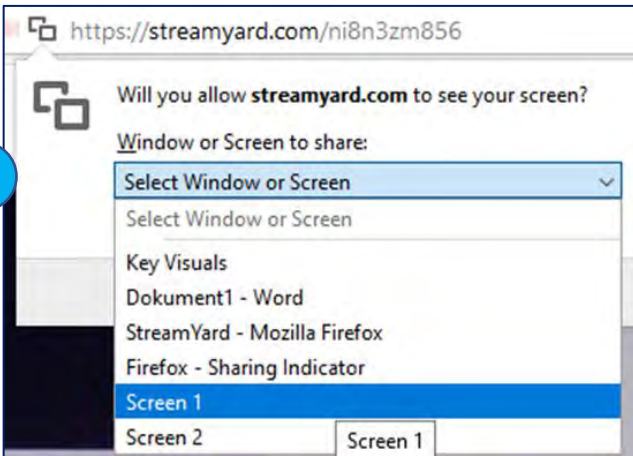 https://streamyard.com/ni8n3zm856
Will you allow streamyard.com to see your screen?
Window or Screen to share:
Select Window or Screen
Select Window or Screen
Key Visuals
Dokument1 - Word
StreamYard - Mozilla Firefox
Firefox - Sharing Indicator
Screen 1
Screen 2
Screen 1